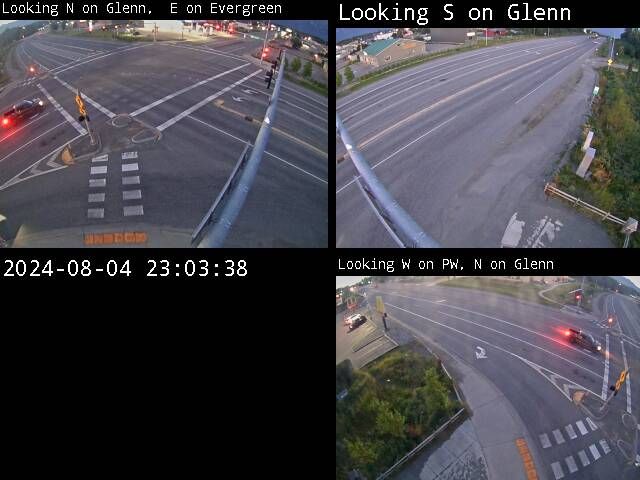 Looking N on Glenn, E on Evergreen
Looking S on Glenn
2024-08-04 23:03:38
Looking W on PW, N on Glenn